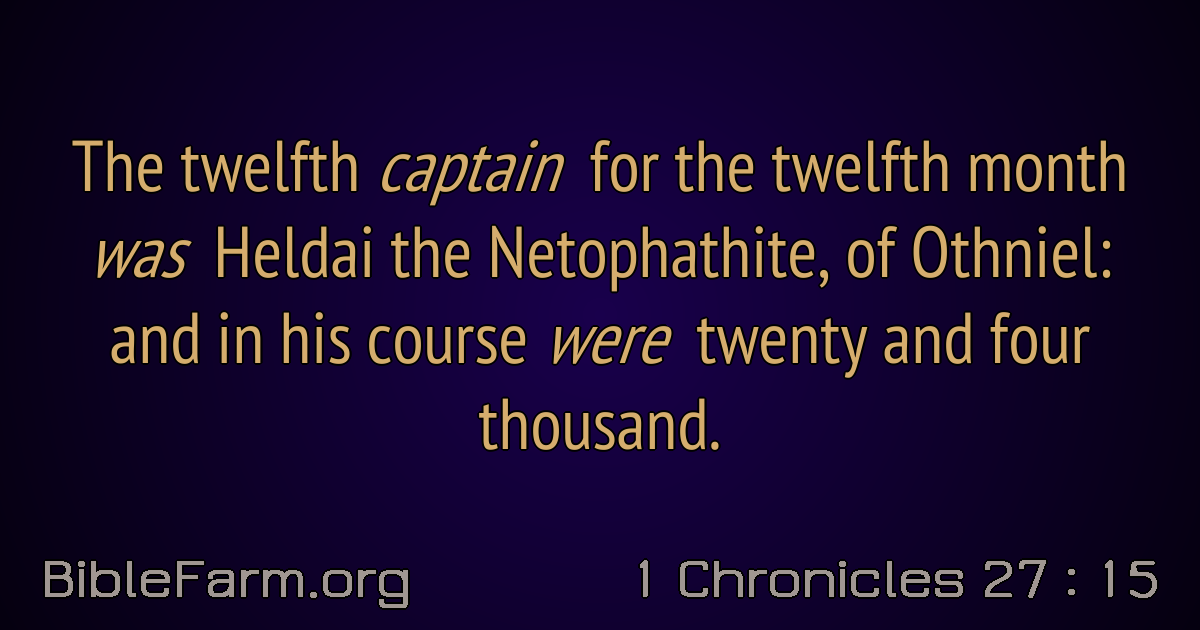 The twelfth captain for the twelfth month
was Heldai the Netophathite, of Othniel:
and in his course were twenty and four
thousand.
BibleFarm.org
1 Chronicles 27 : 15